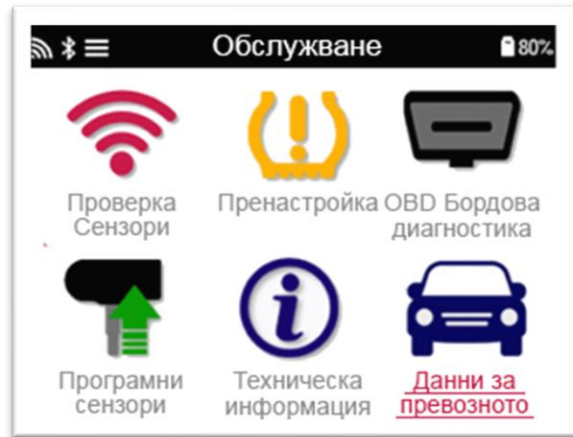 Обслужване 80%
Проверка
Сензори
Пренастройка
OBD Бордова
диагностика
Програмни
сензори
Техническа
информация
Данни за
превозното